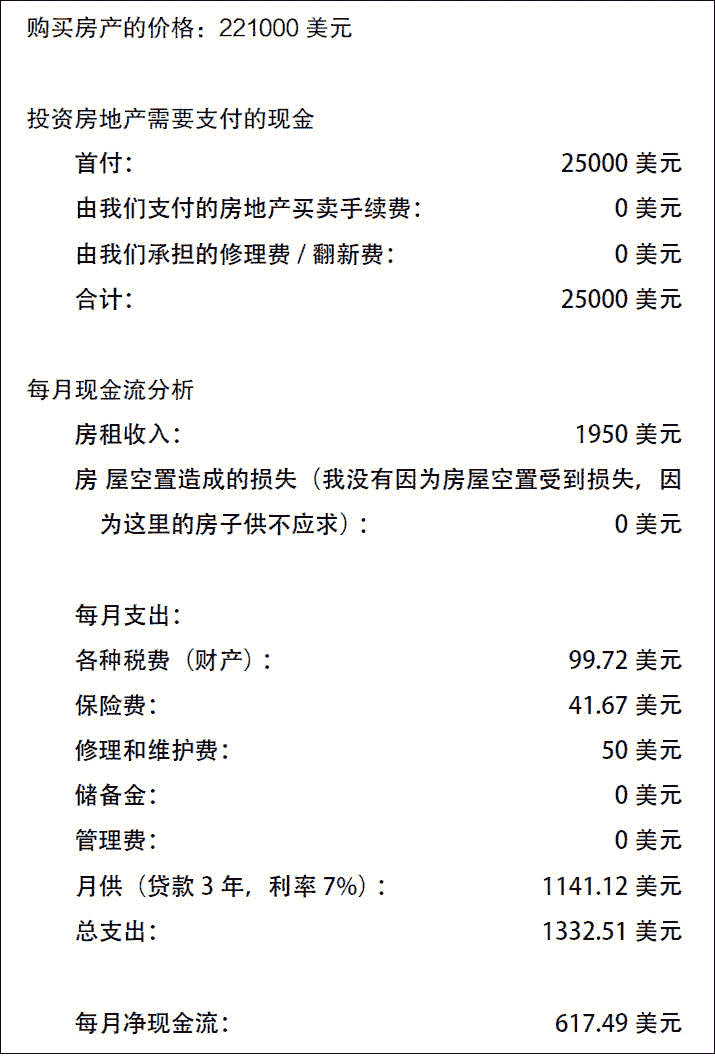 购买房产的价格：221000 美元
投资房地产需要支付的现金
首付： 25000 美元
由我们支付的房地产买卖手续费： 0 美元
由我们承担的修理费 / 翻新费： 0 美元
合计： 25000 美元
每月现金流分析
房租收入： 1950 美元
房 屋空置造成的损失（我没有因为房屋空置受到损失，因
为这里的房子供不应求）： 0 美元
每月支出：
各种税费（财产）： 99.72 美元
保险费： 41.67 美元
修理和维护费： 50 美元
储备金： 0 美元
管理费： 0 美元
月供（贷款 3 年，利率 7%）： 1141.12 美元
总支出： 1332.51 美元
每月净现金流： 617.49 美元